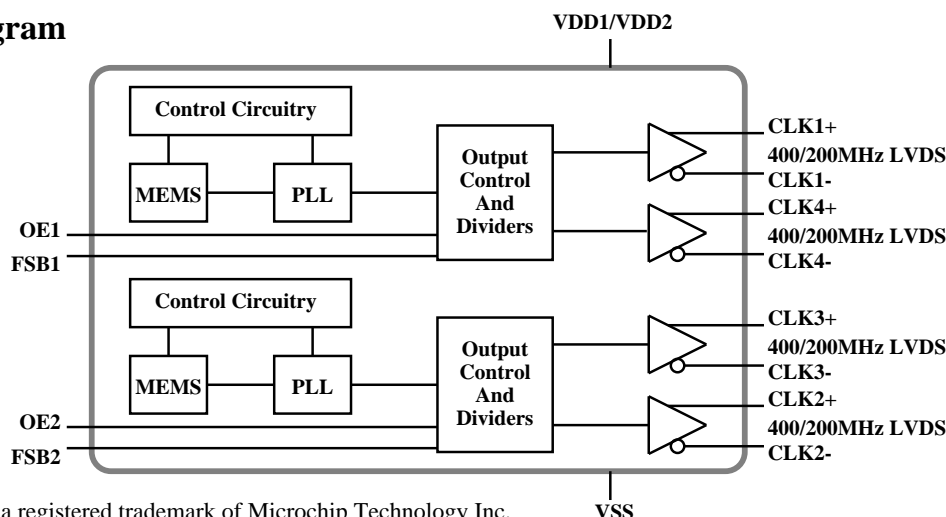 gram
VDD1/VDD2
Control Circuitry
MEMS
PLL
Output
Control
And
Dividers
CLK1+
400/200MHz LVDS
CLK1-
CLK4+
400/200MHz LVDS
CLK4-
OE1
FSB1
Control Circuitry
MEMS
PLL
Output
Control
And
Dividers
CLK3+
400/200MHz LVDS
CLK3-
CLK2+
400/200MHz LVDS
CLK2-
OE2
FSB2
VSS
a registered trademark of Microchip Technology Inc.